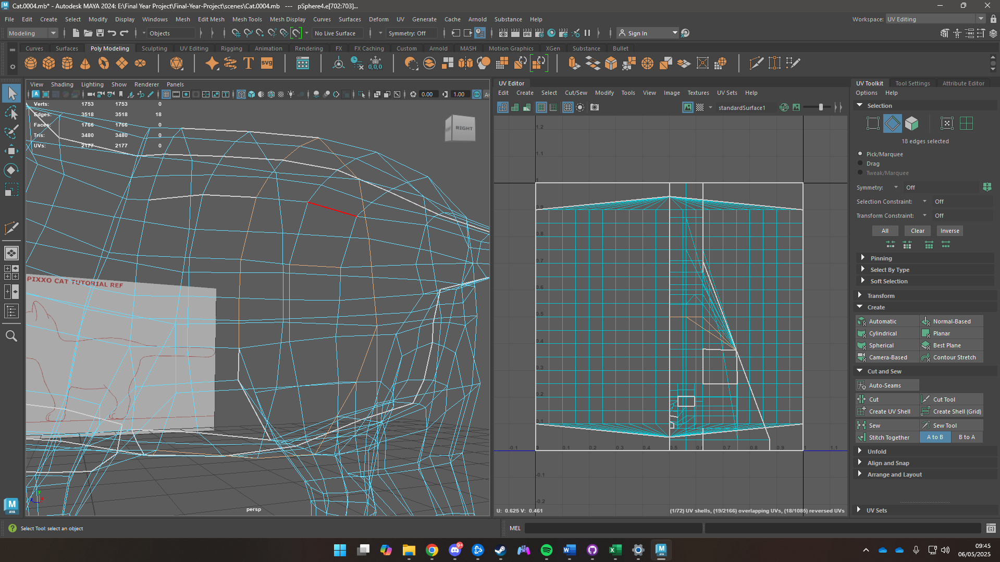 Cat.0004.mb* - Autodesk MAYA 2024: E:\Final Year Project\Final-Year-Project\scenes\Cat.0004.mb --- pSphere4.e[702:703]...
File Edit Create Select Modify Display Windows Mesh Edit Mesh Mesh Tools Mesh Display Curves Surfaces Deform UV Generate Cache Arnold Substance Help
Workspace: UV Editing
Modeling Objects No Live Surface Symmetry: Off IPR Sign In
Curves Surfaces Poly Modeling Sculpting UV Editing Rigging Animation Rendering FX FX Caching Custom Arnold MASH Motion Graphics XGen Substance Bullet
T SVG 0,0,0
View Shading Lighting Show Renderer Panels
0.00 1.00 ON
Verts: 1753 1753 0
Edges: 3518 3518 18
Faces: 1766 1766 0
Tris: 3480 3480 0
UVs: 2177 2177 0
RIGHT
PIXXO CAT TUTORIAL REF
y
persp
UV Editor
Edit Create Select Cut/Sew Modify Tools View Image Textures UV Sets Help
standardSurface1 RGB
1.2
1.1
1
0.9
0.8
0.7
0.6
0.5
0.4
0.3
0.2
0.1
-0.1 0 0.1 0.2 0.3 0.4 0.5 0.6 0.7 0.8 0.9 1 1.1
-0.1
-0.2
U: 0.625 V: 0.461
(1/72) UV shells, (19/2166) overlapping UVs, (18/1085) reversed UVs
UV Toolkit Tool Settings Attribute Editor
Options Help
Selection
18 edges selected
Pick/Marquee
Drag
Tweak/Marquee
Symmetry: Off
Selection Constraint: Off
Transform Constraint: Off
All Clear Inverse
Pinning
Select By Type
Soft Selection
Transform
Create
Automatic Normal-Based
Cylindrical Planar
Spherical Best Plane
Camera-Based Contour Stretch
Cut and Sew
Auto-Seams
Cut Cut Tool
Create UV Shell Create Shell (Grid)
Sew Sew Tool
Stitch Together A to B B to A
Unfold
Align and Snap
Arrange and Layout
UV Sets
M
AYA
Select Tool: select an object
MEL
9+
09:45
06/05/2025